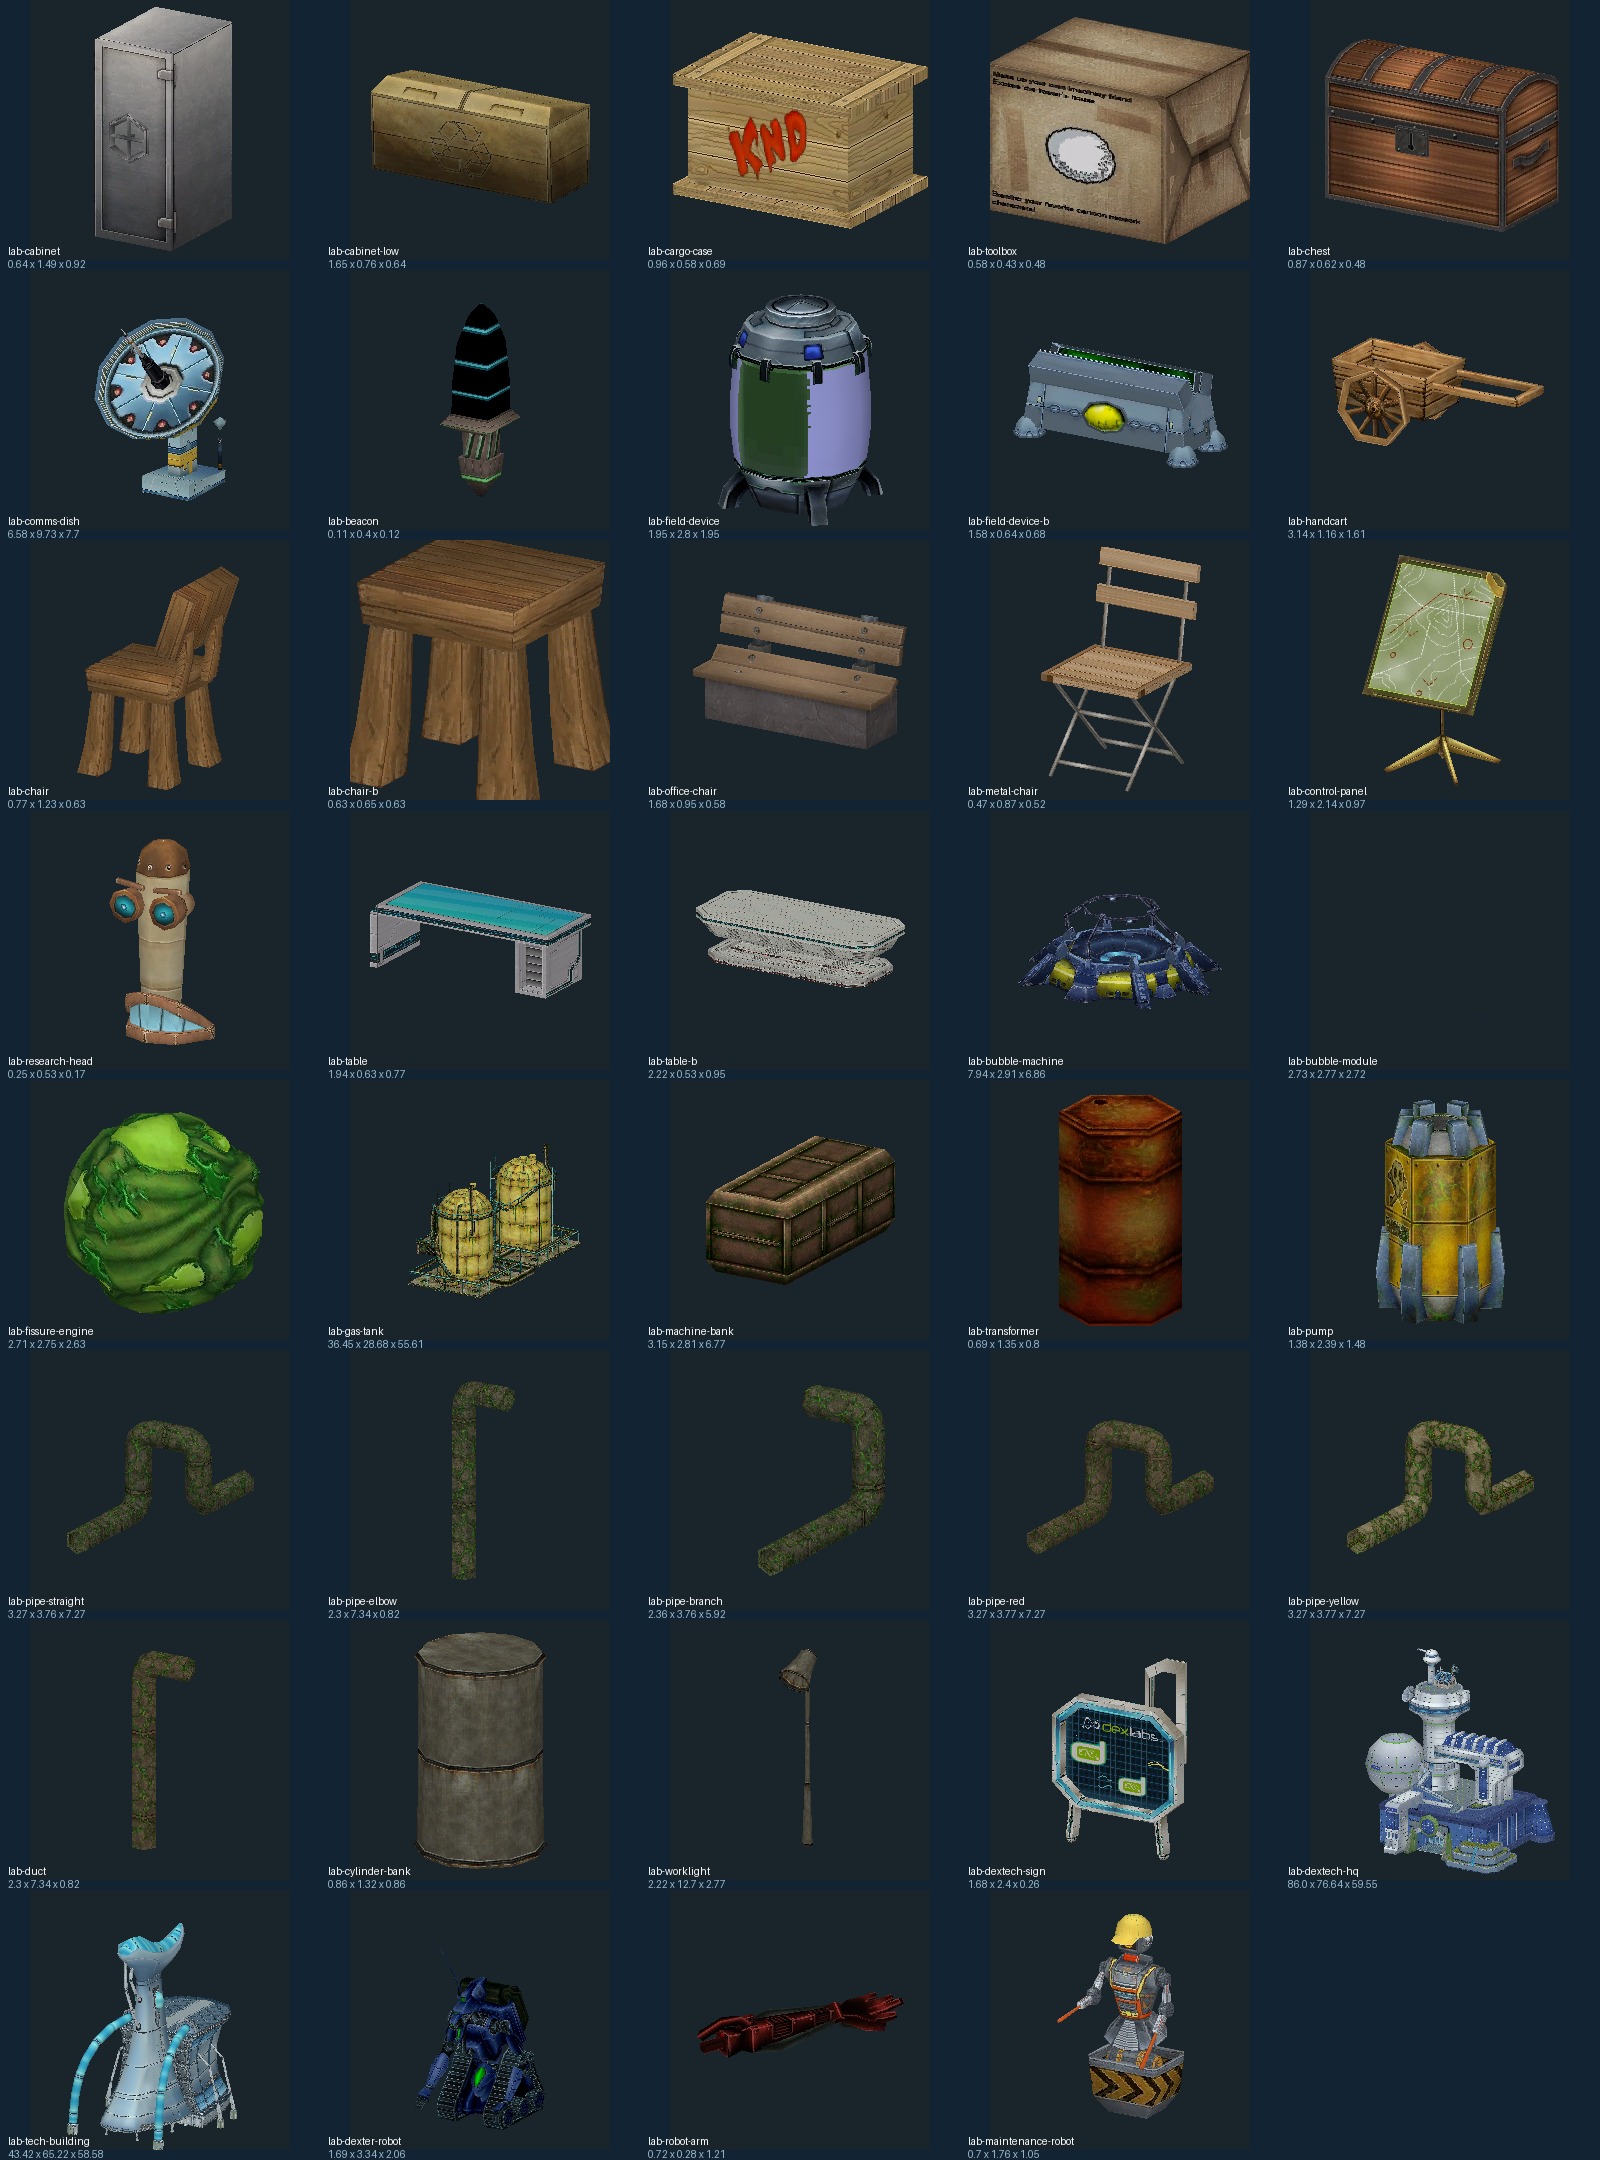 KND
Make up your own imaginary friend
lab-cabinet
0.64 x 1.49 x 0.92
lab-cabinet-low
1.65 x 0.76 x 0.64
lab-cargo-case
0.96 x 0.58 x 0.69
lab-toolbox
0.58 x 0.43 x 0.48
lab-chest
0.87 x 0.62 x 0.48
lab-comms-dish
6.58 x 9.73 x 7.7
lab-beacon
0.11 x 0.4 x 0.12
lab-field-device
1.95 x 2.8 x 1.95
lab-field-device-b
1.58 x 0.64 x 0.68
lab-handcart
3.14 x 1.16 x 1.61
lab-chair
0.77 x 1.23 x 0.63
lab-chair-b
0.63 x 0.65 x 0.63
lab-office-chair
1.68 x 0.95 x 0.58
lab-metal-chair
0.47 x 0.87 x 0.52
lab-control-panel
1.29 x 2.14 x 0.97
lab-research-head
0.25 x 0.53 x 0.17
lab-table
1.94 x 0.63 x 0.77
lab-table-b
2.22 x 0.53 x 0.95
lab-bubble-machine
7.94 x 2.91 x 6.86
lab-bubble-module
2.73 x 2.77 x 2.72
lab-fissure-engine
2.71 x 2.75 x 2.63
lab-gas-tank
36.45 x 28.68 x 55.61
lab-machine-bank
3.15 x 2.81 x 6.77
lab-transformer
0.69 x 1.35 x 0.8
lab-pump
1.38 x 2.39 x 1.48
lab-pipe-straight
3.27 x 3.76 x 7.27
lab-pipe-elbow
2.3 x 7.34 x 0.82
lab-pipe-branch
2.36 x 3.76 x 5.92
lab-pipe-red
3.27 x 3.77 x 7.27
lab-pipe-yellow
3.27 x 3.77 x 7.27
dexlabs
lab-duct
2.3 x 7.34 x 0.82
lab-cylinder-bank
0.86 x 1.32 x 0.86
lab-worklight
2.22 x 12.7 x 2.77
lab-dextech-sign
1.68 x 2.4 x 0.26
lab-dextech-hq
86.0 x 76.64 x 59.55
lab-tech-building
43.42 x 65.22 x 58.58
lab-dexter-robot
1.69 x 3.34 x 2.06
lab-robot-arm
0.72 x 0.28 x 1.21
lab-maintenance-robot
0.7 x 1.76 x 1.05